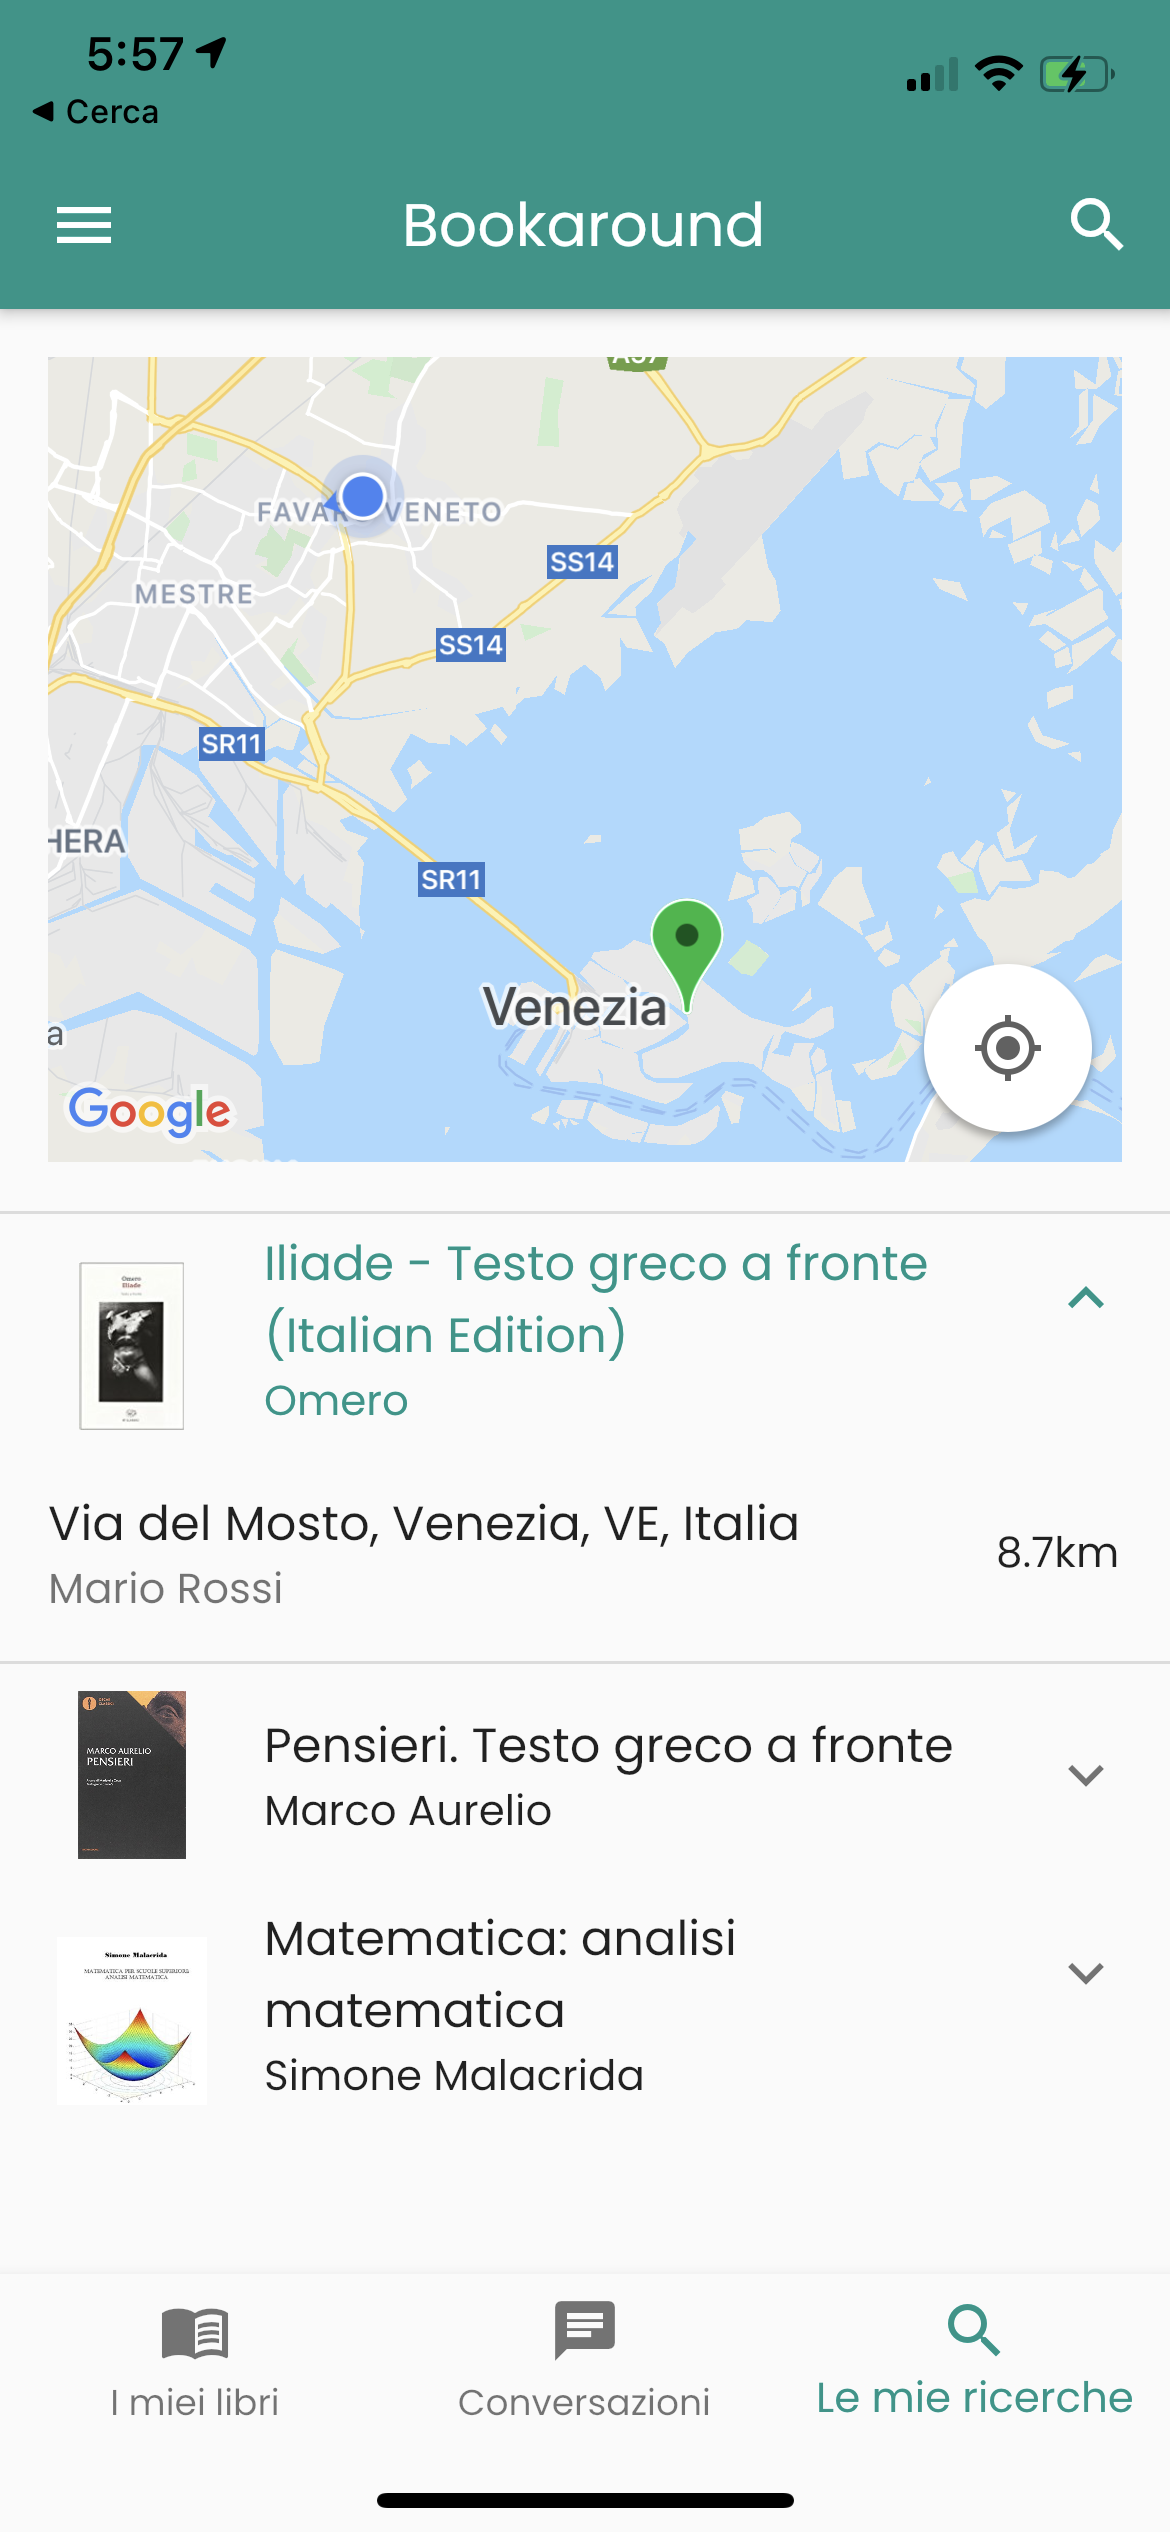 5:57
Cerca
Bookaround
FAVARO VENETO
SS14
MESTRE
SS14
SR11
HERA
SR11
Venezia
a
Google
Iliade - Testo greco a fronte
(Italian Edition)
Omero
Omero
Iliade
Via del Mosto, Venezia, VE, Italia
8.7km
Mario Rossi
MARCO AURELIO
PENSIERI
Pensieri. Testo greco a fronte
Marco Aurelio
Simone Malacrida
MATEMATICA PER SCUOLE SUPERIORI:
ANALISI MATEMATICA
Matematica: analisi
matematica
Simone Malacrida
I miei libri
Conversazioni
Le mie ricerche